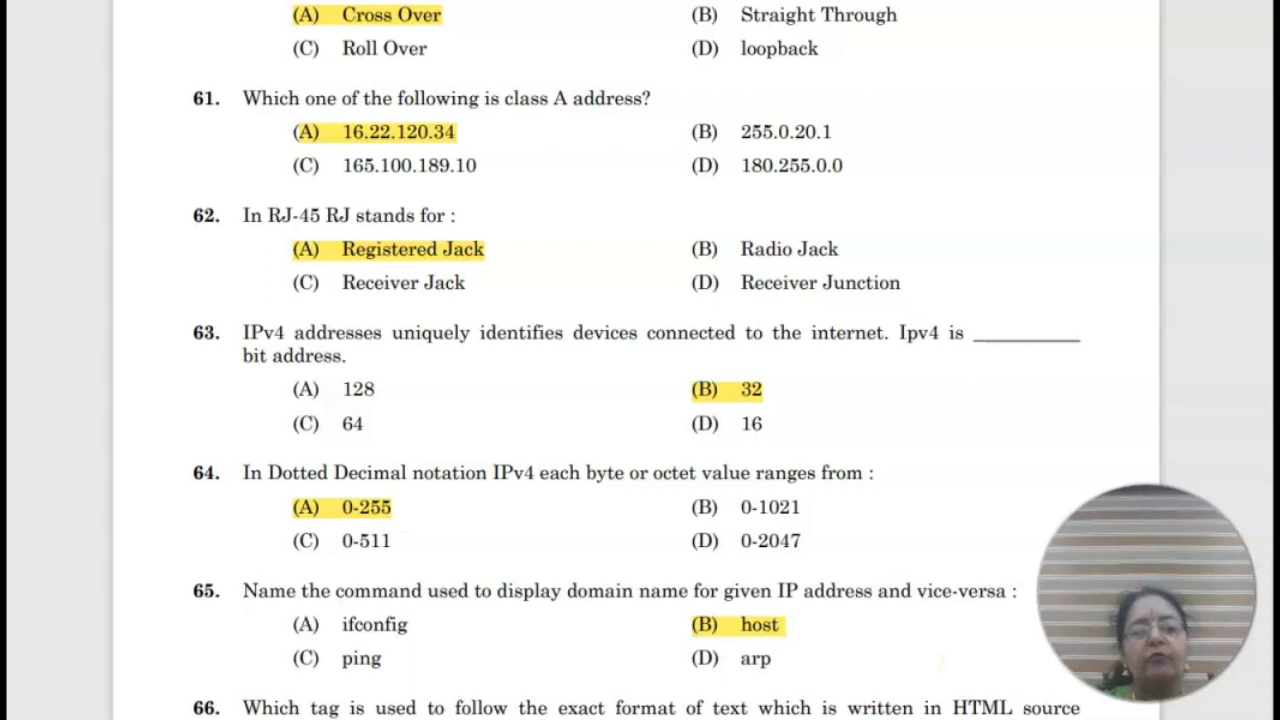 (A) Cross Over (B) Straight Through
(C) Roll Over (D) loopback
61. Which one of the following is class A address?
(A) 16.22.120.34 (B) 255.0.20.1
(C) 165.100.189.10 (D) 180.255.0.0
62. In RJ-45 RJ stands for :
(A) Registered Jack (B) Radio Jack
(C) Receiver Jack (D) Receiver Junction
63. IPv4 addresses uniquely identifies devices connected to the internet. Ipv4 is __________
bit address.
(A) 128 (B) 32
(C) 64 (D) 16
64. In Dotted Decimal notation IPv4 each byte or octet value ranges from :
(A) 0-255 (B) 0-1021
(C) 0-511 (D) 0-2047
65. Name the command used to display domain name for given IP address and vice-versa :
(A) ifconfig (B) host
(C) ping (D) arp
66. Which tag is used to follow the exact format of text which is written in HTML source